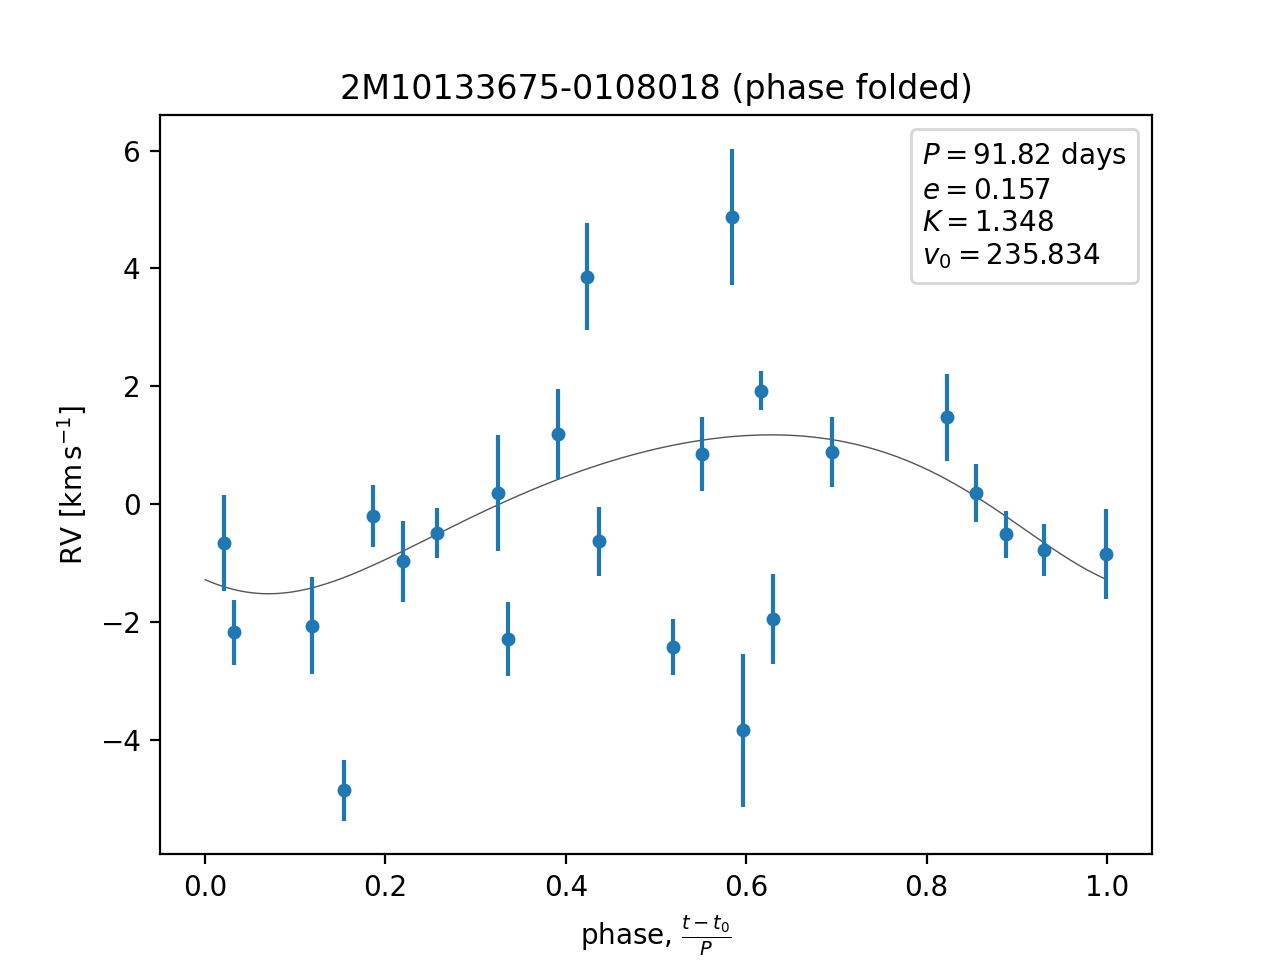 2M10133675-0108018 (phase folded)
P = 91.82 days
e = 0.157
K = 1.348
v₀ = 235.834
6
4
2
0
−2
−4
RV [km s⁻¹]
0.0 0.2 0.4 0.6 0.8 1.0
phase, (t − t₀)/P